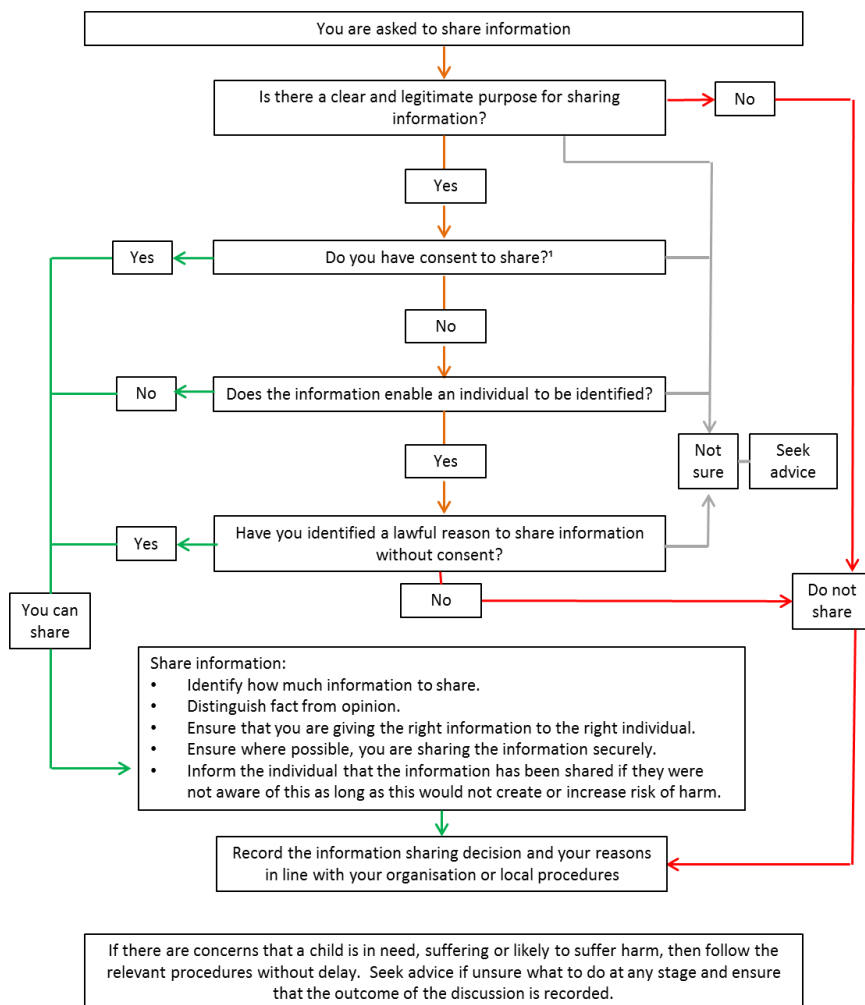 You are asked to share information
Is there a clear and legitimate purpose for sharing
information?
No
Yes
Yes
Do you have consent to share?¹
No
No
Does the information enable an individual to be identified?
Yes
Not
sure
Seek
advice
Yes
Have you identified a lawful reason to share information
without consent?
No
Do not
share
You can
share
Share information:
• Identify how much information to share.
• Distinguish fact from opinion.
• Ensure that you are giving the right information to the right individual.
• Ensure where possible, you are sharing the information securely.
• Inform the individual that the information has been shared if they were
not aware of this as long as this would not create or increase risk of harm.
Record the information sharing decision and your reasons
in line with your organisation or local procedures
If there are concerns that a child is in need, suffering or likely to suffer harm, then follow the
relevant procedures without delay.  Seek advice if unsure what to do at any stage and ensure
that the outcome of the discussion is recorded.